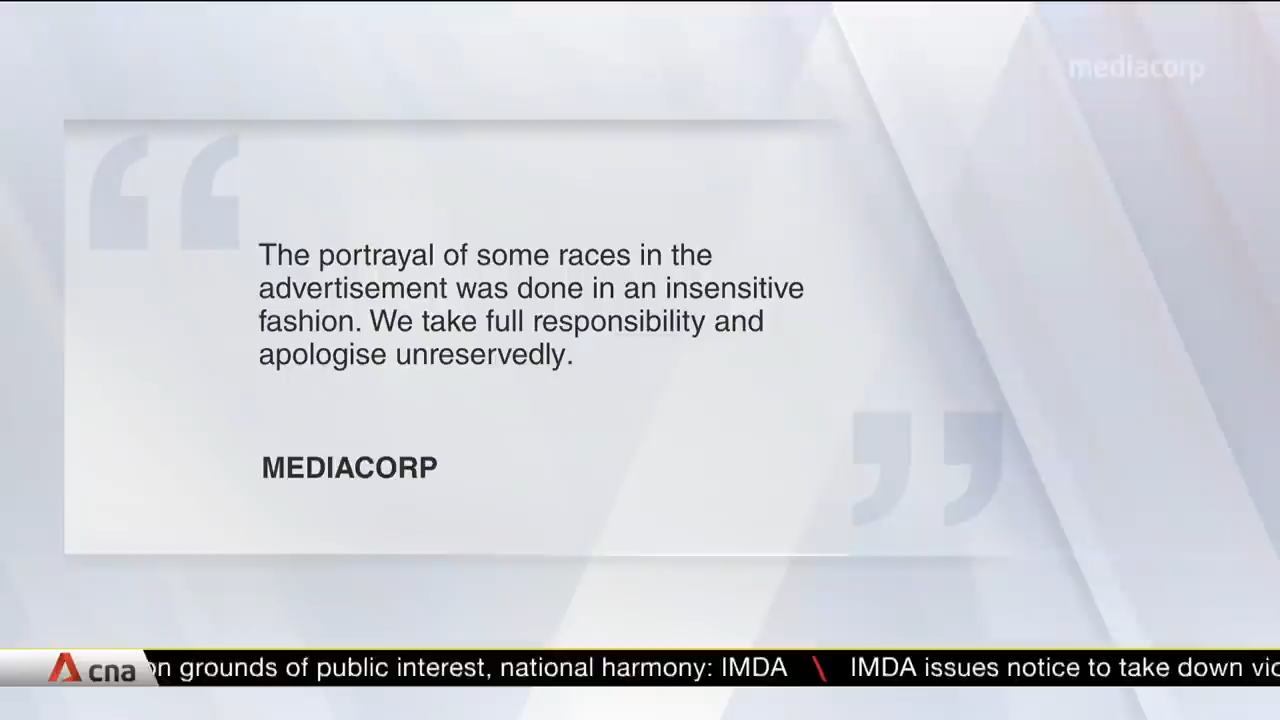 mediacorp
The portrayal of some races in the
advertisement was done in an insensitive
fashion. We take full responsibility and
apologise unreservedly.
MEDIACORP
cna
on grounds of public interest, national harmony: IMDA \ IMDA issues notice to take down